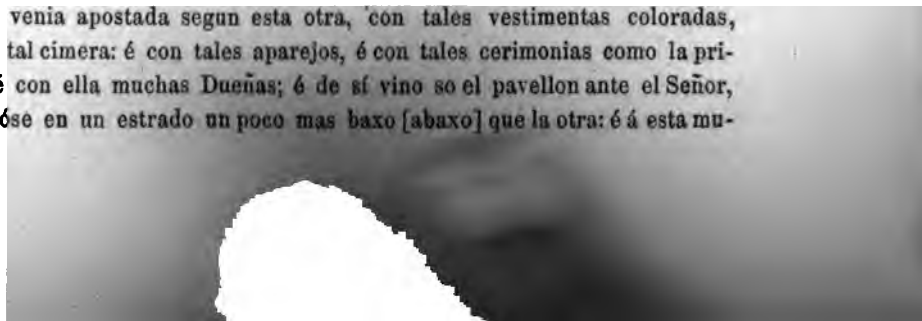 venia apostada segun esta otra, con tales vestimentas coloradas,
tal cimera: é con tales aparejos, é con tales cerimonias como la pri-
é con ella muchas Dueñas; é de sí vino so el pavellon ante el Señor,
óse en un estrado un poco mas baxo [abaxo] que la otra: é á esta mu-